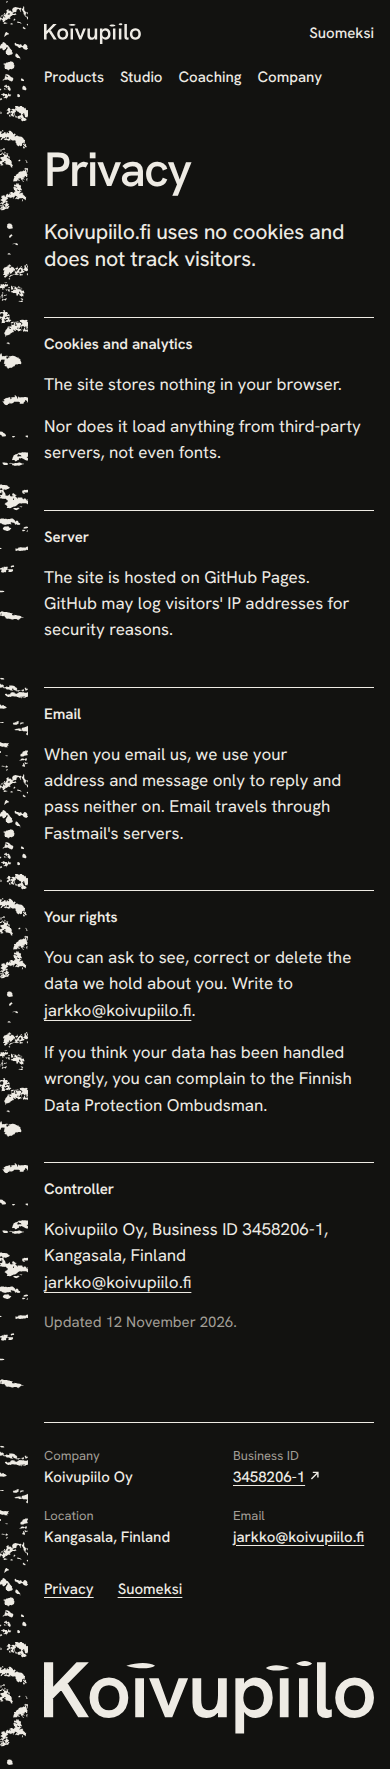 Koivupiilo
Suomeksi
Products Studio Coaching Company
Privacy
Koivupiilo.fi uses no cookies and
does not track visitors.
Cookies and analytics
The site stores nothing in your browser.
Nor does it load anything from third-party
servers, not even fonts.
Server
The site is hosted on GitHub Pages.
GitHub may log visitors' IP addresses for
security reasons.
Email
When you email us, we use your
address and message only to reply and
pass neither on. Email travels through
Fastmail's servers.
Your rights
You can ask to see, correct or delete the
data we hold about you. Write to
jarkko@koivupiilo.fi.
If you think your data has been handled
wrongly, you can complain to the Finnish
Data Protection Ombudsman.
Controller
Koivupiilo Oy, Business ID 3458206-1,
Kangasala, Finland
jarkko@koivupiilo.fi
Updated 12 November 2026.
Company
Koivupiilo Oy
Business ID
3458206-1 ↗
Location
Kangasala, Finland
Email
jarkko@koivupiilo.fi
Privacy Suomeksi
Koivupiilo